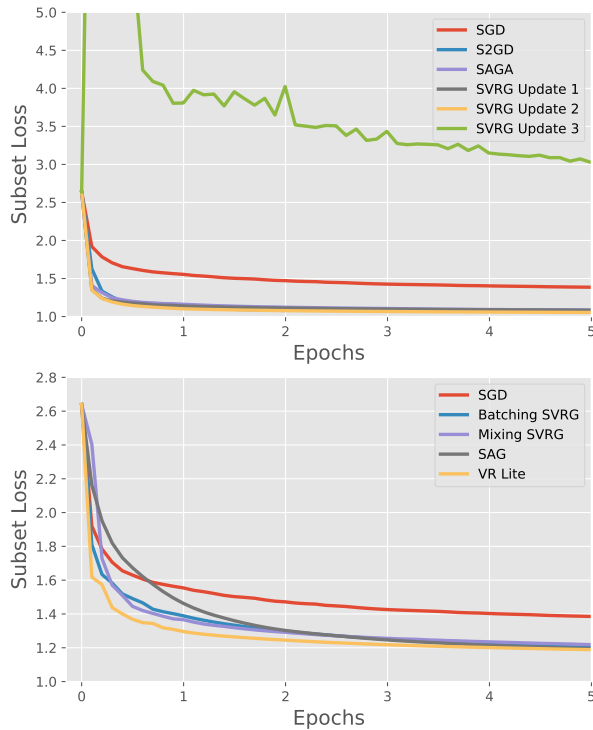 5.0
4.5
4.0
3.5
3.0
2.5
2.0
1.5
1.0
Subset Loss
SGD
S2GD
SAGA
SVRG Update 1
SVRG Update 2
SVRG Update 3
0 1 2 3 4 5
Epochs
2.8
2.6
2.4
2.2
2.0
1.8
1.6
1.4
1.2
1.0
Subset Loss
SGD
Batching SVRG
Mixing SVRG
SAG
VR Lite
0 1 2 3 4 5
Epochs